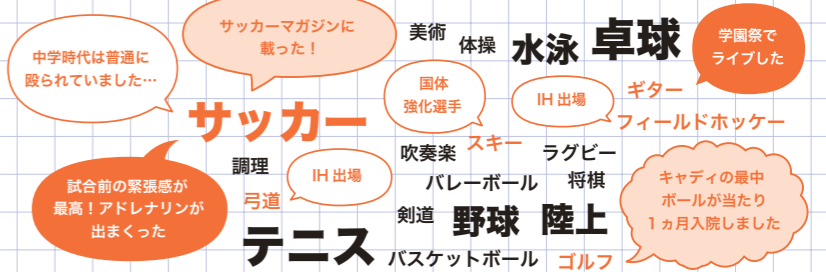 中学時代は普通に
殴られていました…
サッカーマガジンに
載った！
美術
体操
水泳
卓球
学園祭で
ライブした
国体
強化選手
IH 出場
ギター
サッカー
フィールドホッケー
調理
吹奏楽
スキー
ラグビー
試合前の緊張感が
最高！アドレナリンが
出まくった
弓道
IH 出場
バレーボール
将棋
キャディの最中
ボールが当たり
1ヵ月入院しました
剣道
野球
陸上
テニス
バスケットボール
ゴルフ